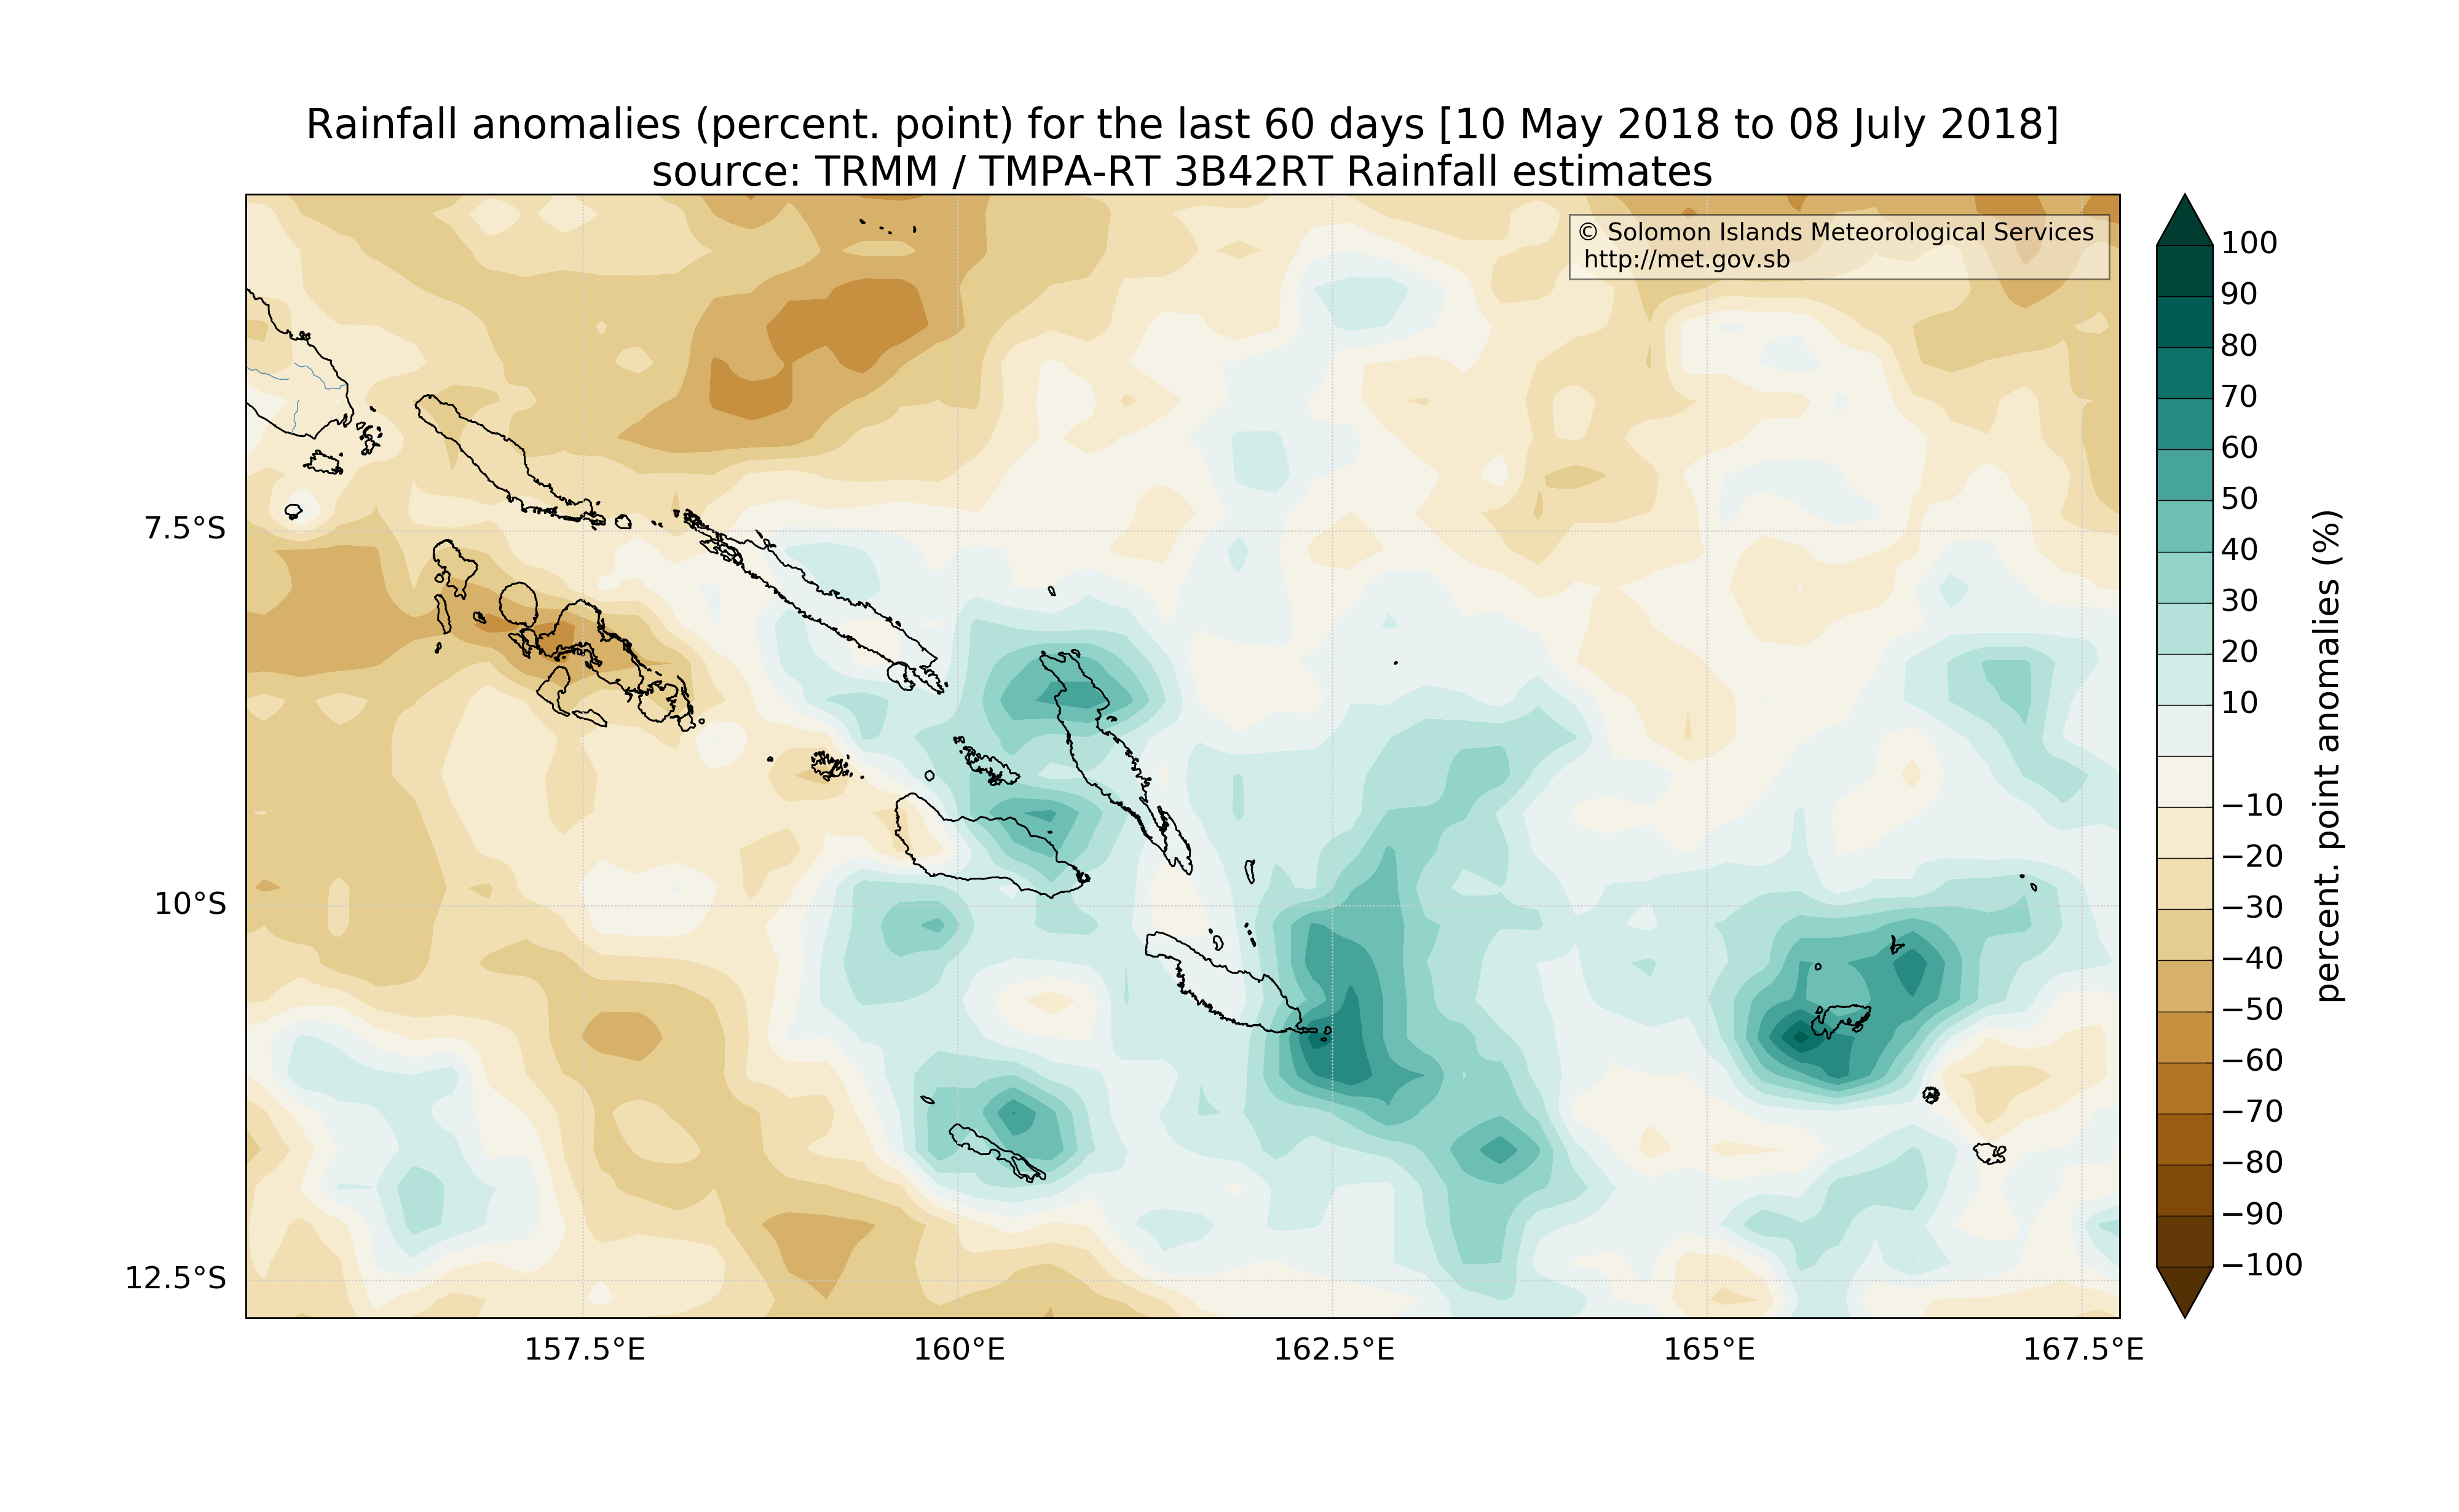 Rainfall anomalies (percent. point) for the last 60 days [10 May 2018 to 08 July 2018]
source: TRMM / TMPA-RT 3B42RT Rainfall estimates
© Solomon Islands Meteorological Services
http://met.gov.sb
7.5°S
10°S
12.5°S
157.5°E
160°E
162.5°E
165°E
167.5°E
100
90
80
70
60
50
40
30
20
10
−10
−20
−30
−40
−50
−60
−70
−80
−90
−100
percent. point anomalies (%)